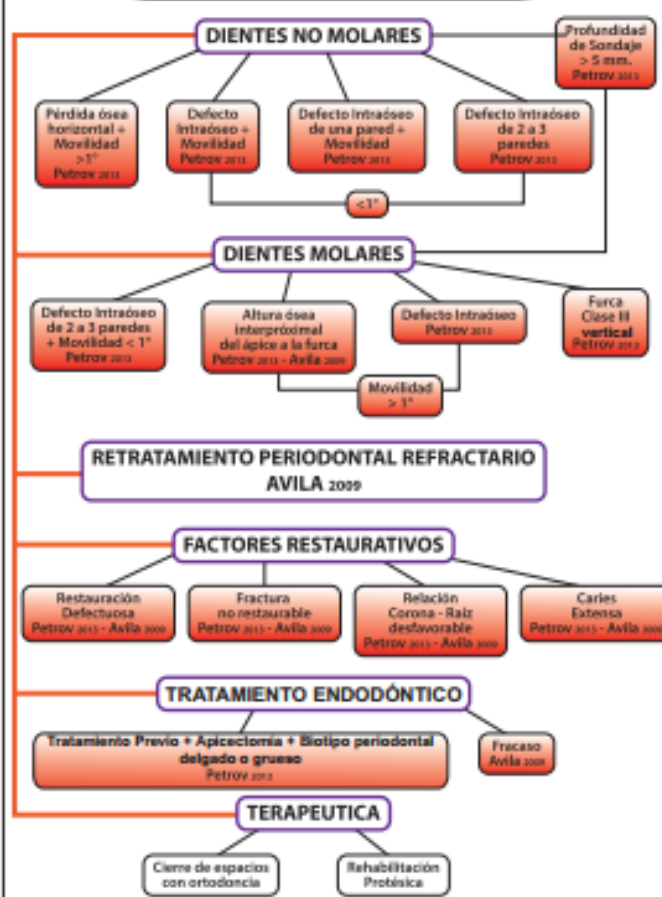 DIENTES NO MOLARES
Profundidad
de Sondaje
> 5 mm.
Petrov 2013
Pérdida ósea
horizontal +
Movilidad
>1°
Petrov 2013
Defecto
Intraóseo +
Movilidad
Petrov 2013
Defecto Intraóseo
de una pared +
Movilidad
Petrov 2013
Defecto Intraóseo
de 2 a 3
paredes
Petrov 2013
<1°
DIENTES MOLARES
Defecto Intraóseo
de 2 a 3 paredes
+ Movilidad < 1°
Petrov 2013
Altura ósea
interpróximal
del ápice a la furca
Petrov 2013 - Avila 2009
Defecto Intraóseo
Petrov 2013
Furca
Clase III
vertical
Petrov 2013
Movilidad
> 1°
RETRATAMIENTO PERIODONTAL REFRACTARIO
AVILA 2009
FACTORES RESTAURATIVOS
Restauración
Defectuosa
Petrov 2013 - Avila 2009
Fractura
no restaurable
Petrov 2013 - Avila 2009
Relación
Corona - Raiz
desfavorable
Petrov 2013 - Avila 2009
Caries
Extensa
Petrov 2013 - Avila 2009
TRATAMIENTO ENDODÓNTICO
Tratamiento Previo + Apicectomía + Biotipo periodontal
delgado o grueso
Petrov 2013
Fracaso
Avila 2009
TERAPEUTICA
Cierre de espacios
con ortodoncia
Rehabilitación
Protésica